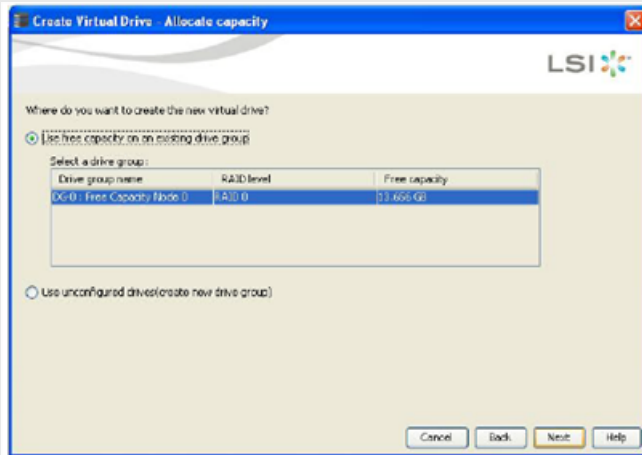 Create Virtual Drive - Allocate capacity
LSI
Where do you want to create the new virtual drive?
Use free capacity on an existing drive group
Select a drive group:
Drive group name RAID level Free capacity
DG-0 : Free Capacity Node 0 RAID 0 13.656 GB
Use unconfigured drives(create new drive group)
Cancel Back Next Help